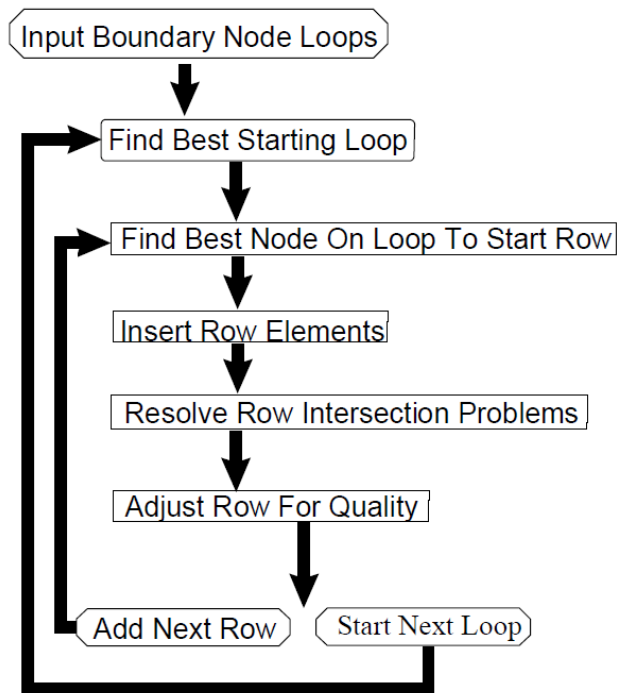 Input Boundary Node Loops
Find Best Starting Loop
Find Best Node On Loop To Start Row
Insert Row Elements
Resolve Row Intersection Problems
Adjust Row For Quality
Add Next Row
Start Next Loop